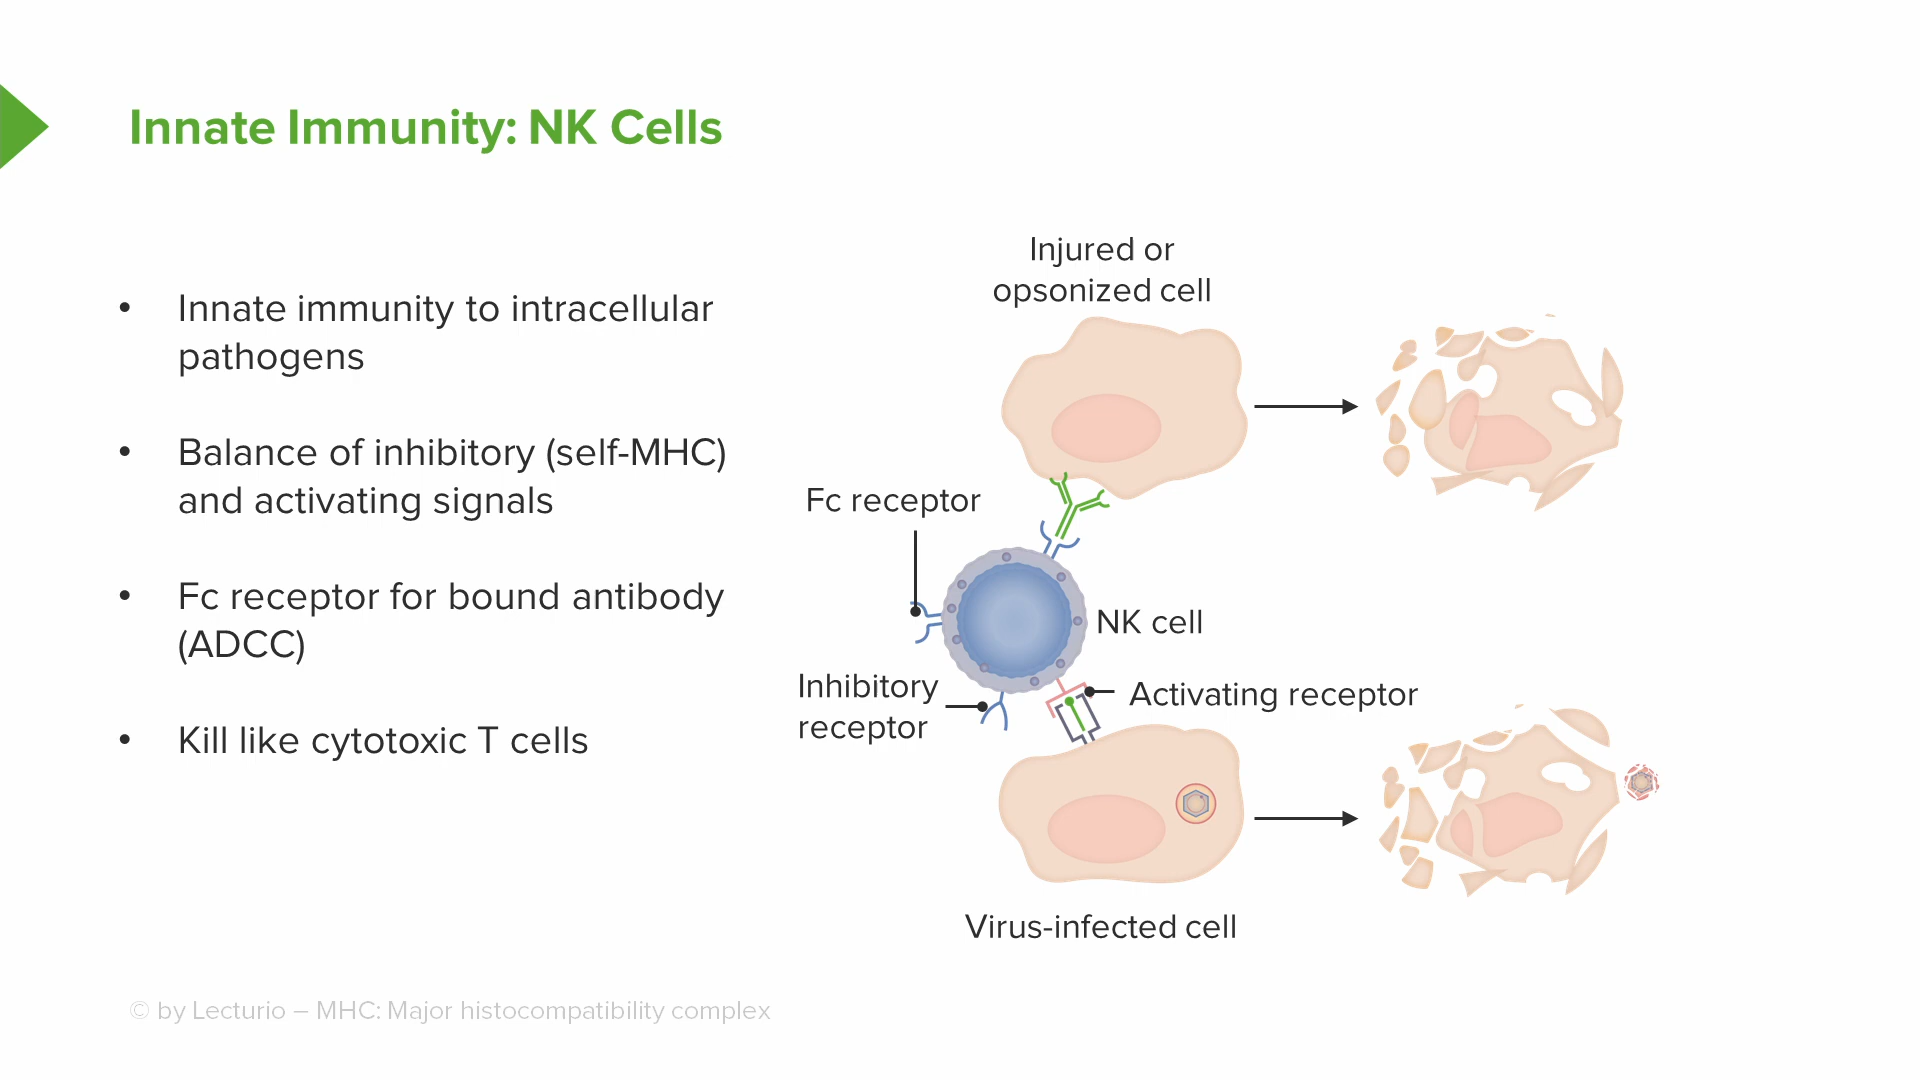 Innate Immunity: NK Cells
• Innate immunity to intracellular
pathogens
• Balance of inhibitory (self-MHC)
and activating signals
• Fc receptor for bound antibody
(ADCC)
• Kill like cytotoxic T cells
Injured or
opsonized cell
Fc receptor
NK cell
Inhibitory
receptor
Activating receptor
Virus-infected cell
© by Lecturio – MHC: Major histocompatibility complex